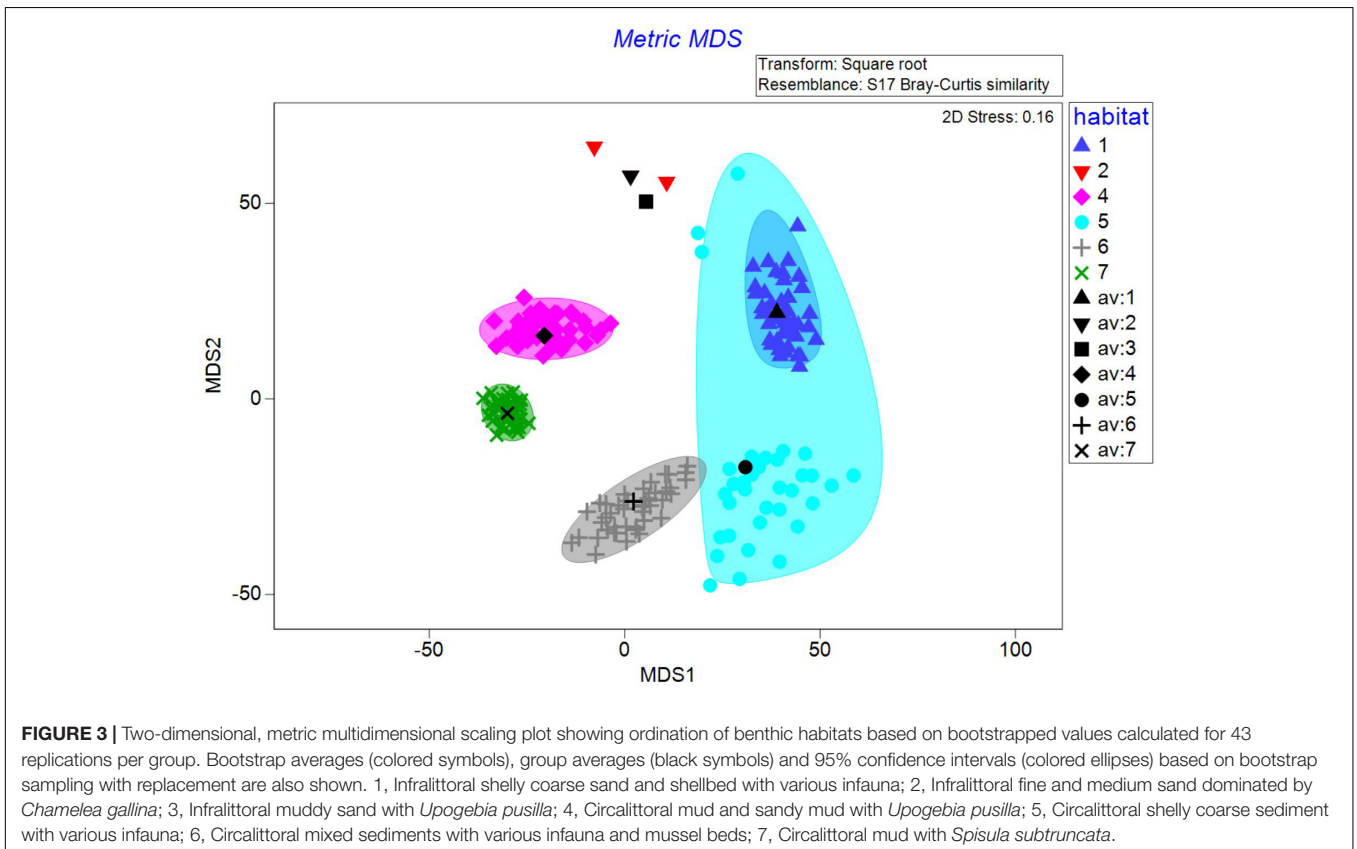 Metric MDS
Transform: Square root
Resemblance: S17 Bray-Curtis similarity
2D Stress: 0.16
habitat
1
2
4
5
6
7
av:1
av:2
av:3
av:4
av:5
av:6
av:7
50
0
-50
MDS2
-50
0
50
100
MDS1
FIGURE 3 | Two-dimensional, metric multidimensional scaling plot showing ordination of benthic habitats based on bootstrapped values calculated for 43
replications per group. Bootstrap averages (colored symbols), group averages (black symbols) and 95% confidence intervals (colored ellipses) based on bootstrap
sampling with replacement are also shown. 1, Infralittoral shelly coarse sand and shellbed with various infauna; 2, Infralittoral fine and medium sand dominated by
Chamelea gallina; 3, Infralittoral muddy sand with Upogebia pusilla; 4, Circalittoral mud and sandy mud with Upogebia pusilla; 5, Circalittoral shelly coarse sediment
with various infauna; 6, Circalittoral mixed sediments with various infauna and mussel beds; 7, Circalittoral mud with Spisula subtruncata.